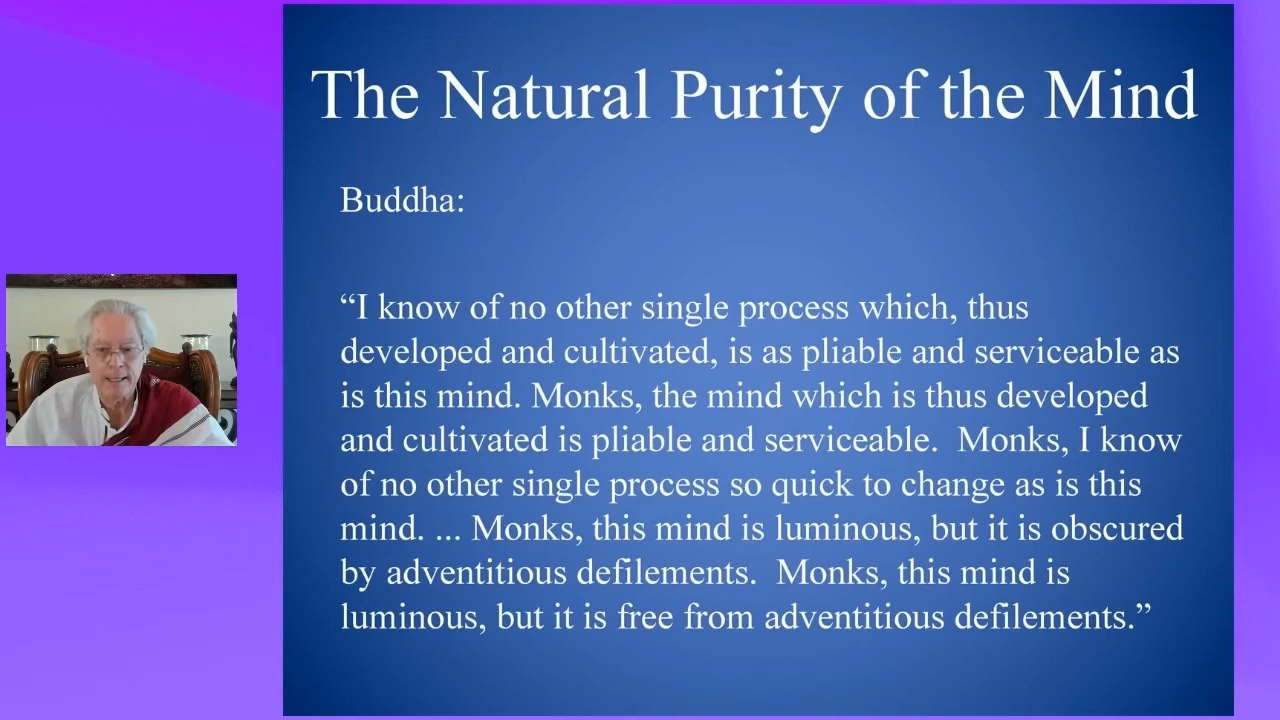 The Natural Purity of the Mind
Buddha:
“I know of no other single process which, thus
developed and cultivated, is as pliable and serviceable as
is this mind. Monks, the mind which is thus developed
and cultivated is pliable and serviceable.  Monks, I know
of no other single process so quick to change as is this
mind. ... Monks, this mind is luminous, but it is obscured
by adventitious defilements.  Monks, this mind is
luminous, but it is free from adventitious defilements.”